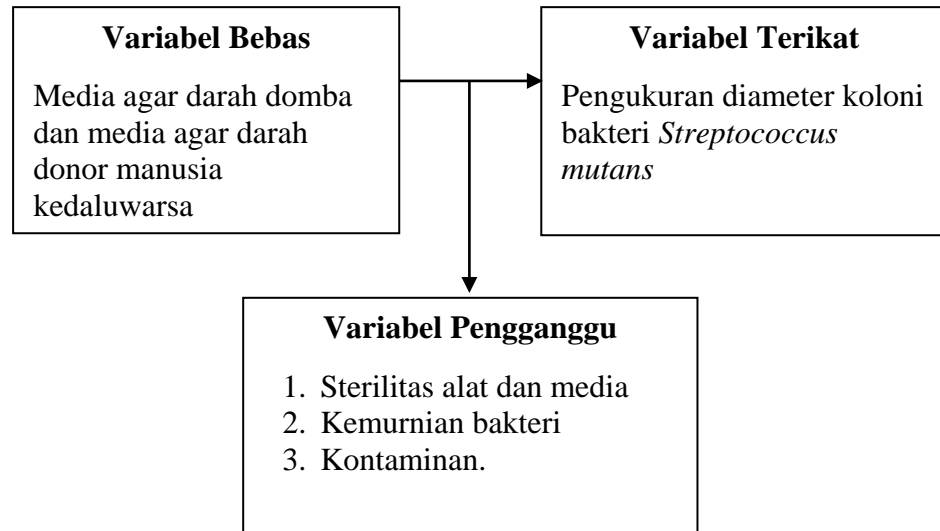 Variabel Bebas
Media agar darah domba
dan media agar darah
donor manusia
kedaluwarsa
Variabel Terikat
Pengukuran diameter koloni
bakteri Streptococcus
mutans
Variabel Pengganggu
1. Sterilitas alat dan media
2. Kemurnian bakteri
3. Kontaminan.